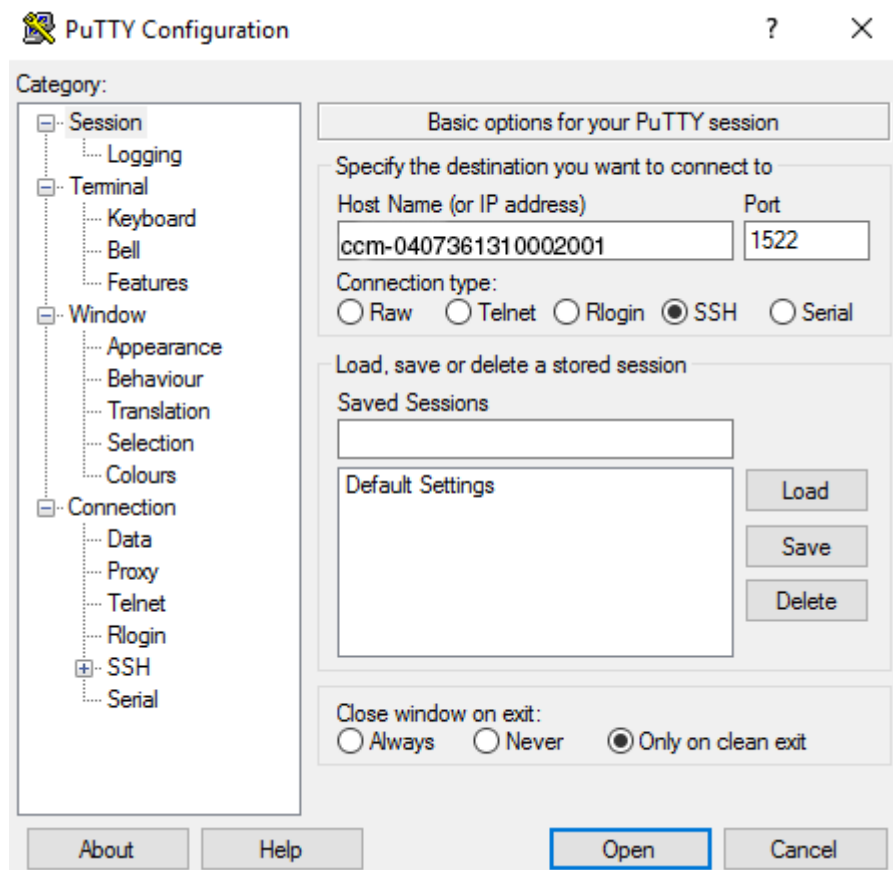 PuTTY Configuration
?
Category:
Session
Logging
Terminal
Keyboard
Bell
Features
Window
Appearance
Behaviour
Translation
Selection
Colours
Connection
Data
Proxy
Telnet
Rlogin
SSH
Serial
Basic options for your PuTTY session
Specify the destination you want to connect to
Host Name (or IP address) Port
ccm-0407361310002001 1522
Connection type:
Raw Telnet Rlogin SSH Serial
Load, save or delete a stored session
Saved Sessions
Default Settings
Load
Save
Delete
Close window on exit:
Always Never Only on clean exit
About Help Open Cancel